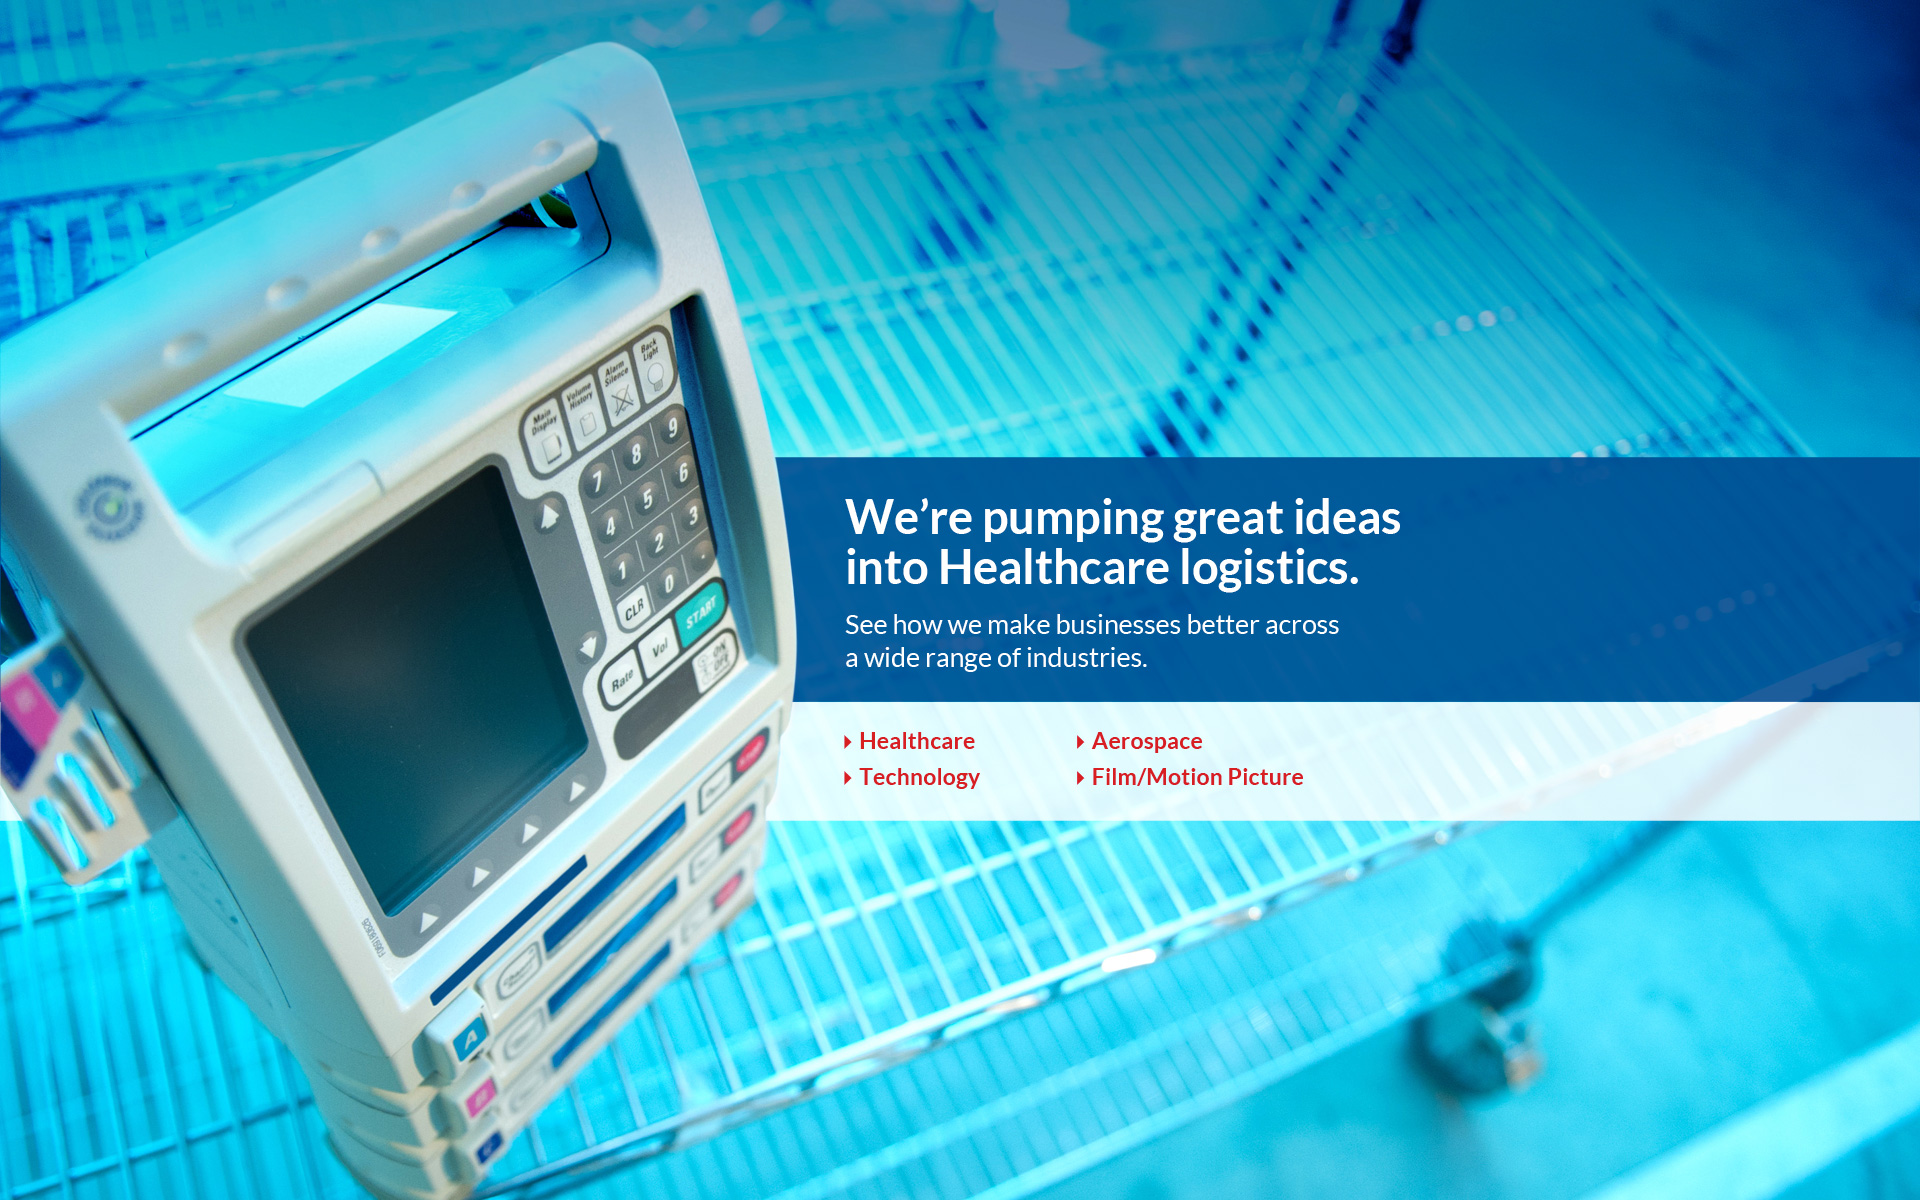 Back
Light
Alarm
Silence
Volume
History
Main
Display
7 8 9
4 5 6
1 2 3
CLR 0 .
START
Rate Vol
ON
OFF
We’re pumping great ideas
into Healthcare logistics.
See how we make businesses better across
a wide range of industries.
Healthcare
Aerospace
Technology
Film/Motion Picture
STOP
A
B